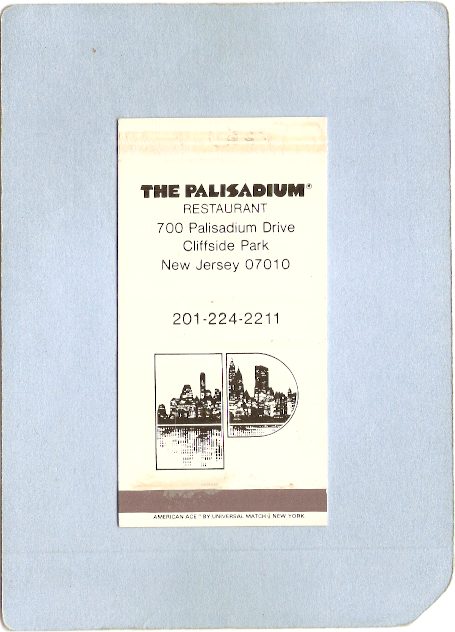 THE PALISADIUM®
RESTAURANT
700 Palisadium Drive
Cliffside Park
New Jersey 07010
201-224-2211
AMERICAN ACE™ BY UNIVERSAL MATCH, NEW YORK